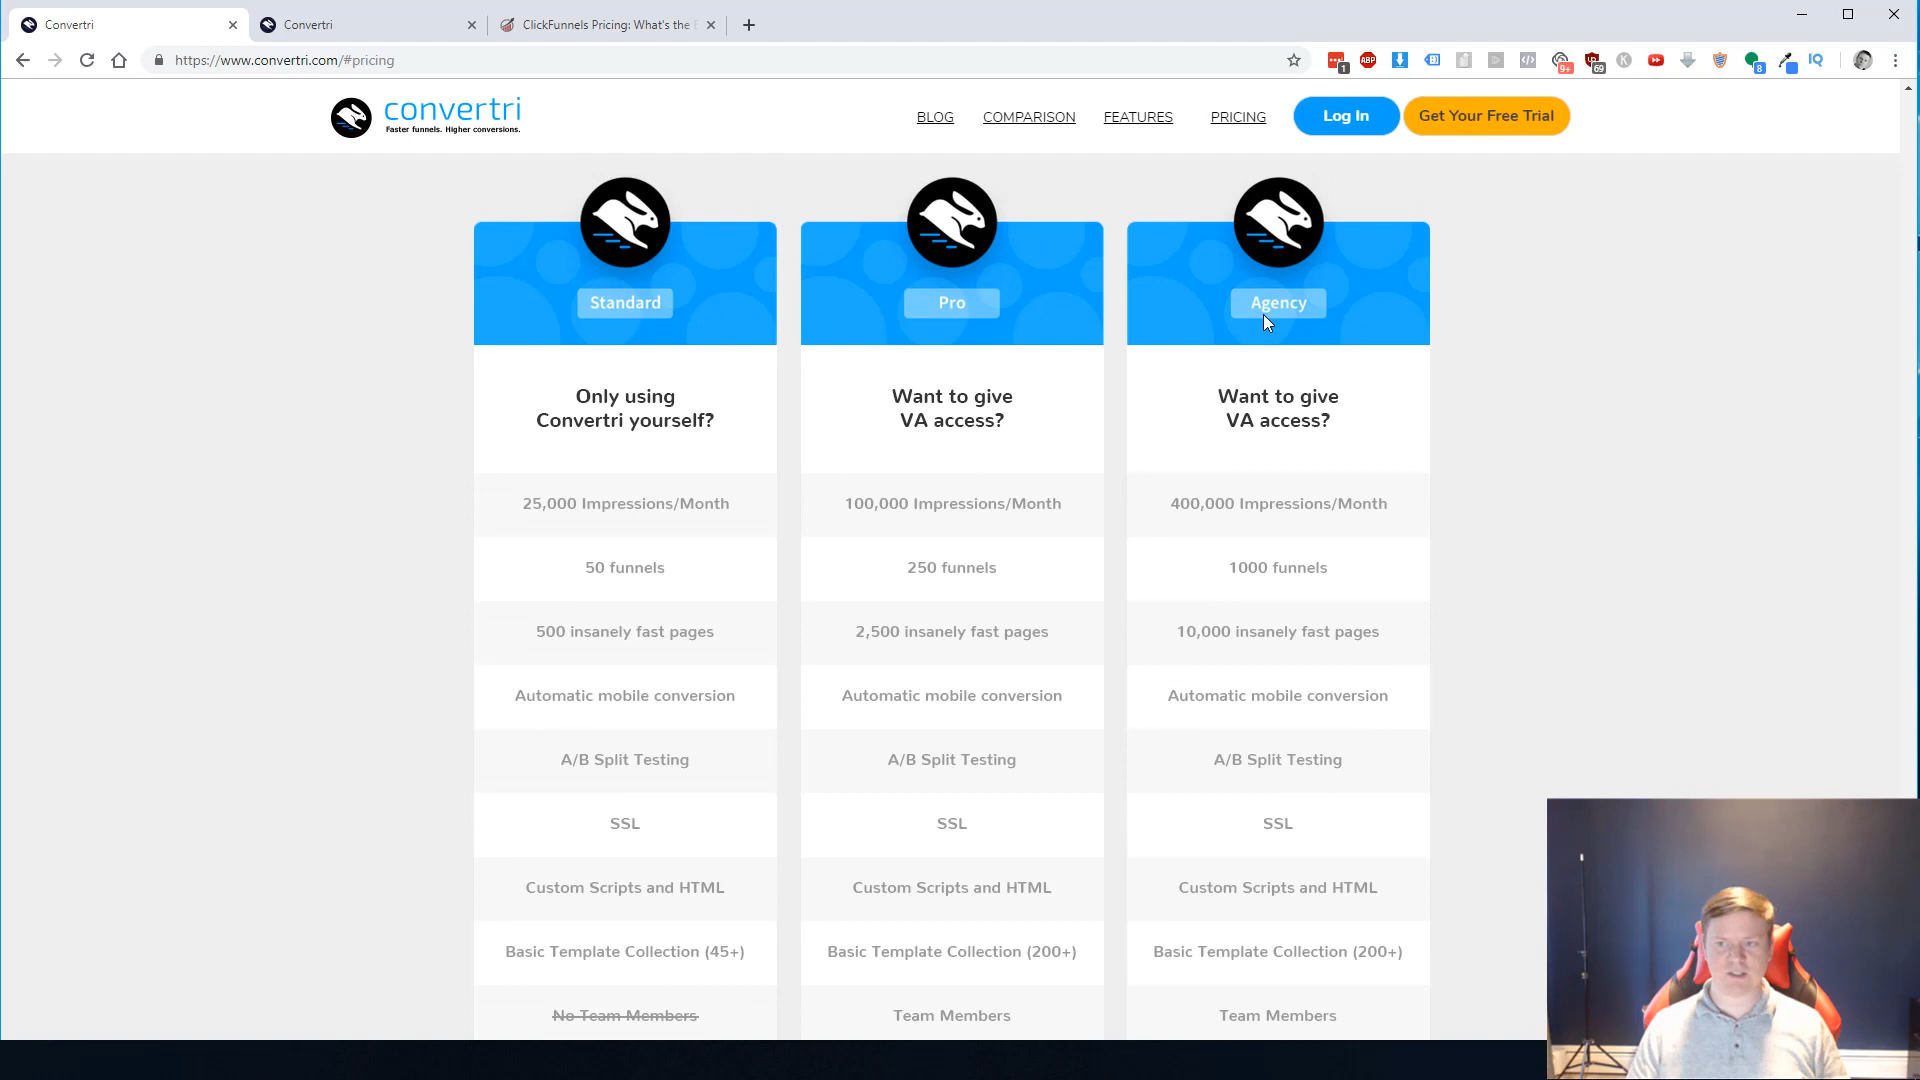 Convertri
Convertri
ClickFunnels Pricing: What's the
https://www.convertri.com/#pricing
1
ABP
9+
69
K
8
IQ
convertri
Faster funnels. Higher conversions.
BLOG
COMPARISON
FEATURES
PRICING
Log In
Get Your Free Trial
Standard
Pro
Agency
Only using
Convertri yourself?
Want to give
VA access?
Want to give
VA access?
25,000 Impressions/Month
100,000 Impressions/Month
400,000 Impressions/Month
50 funnels
250 funnels
1000 funnels
500 insanely fast pages
2,500 insanely fast pages
10,000 insanely fast pages
Automatic mobile conversion
Automatic mobile conversion
Automatic mobile conversion
A/B Split Testing
A/B Split Testing
A/B Split Testing
SSL
SSL
SSL
Custom Scripts and HTML
Custom Scripts and HTML
Custom Scripts and HTML
Basic Template Collection (45+)
Basic Template Collection (200+)
Basic Template Collection (200+)
No Team Members
Team Members
Team Members